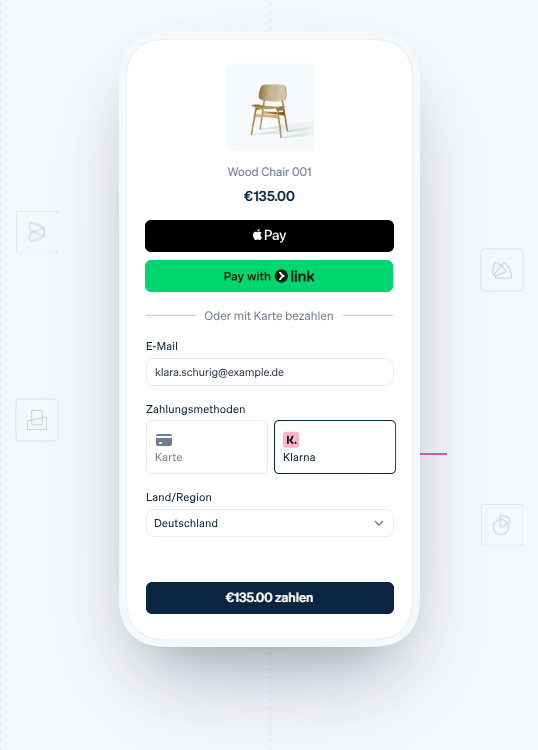 Wood Chair 001
€135.00
Pay
Pay with link
Oder mit Karte bezahlen
E-Mail
klara.schurig@example.de
Zahlungsmethoden
K.
Karte
Klarna
Land/Region
Deutschland
€135.00 zahlen